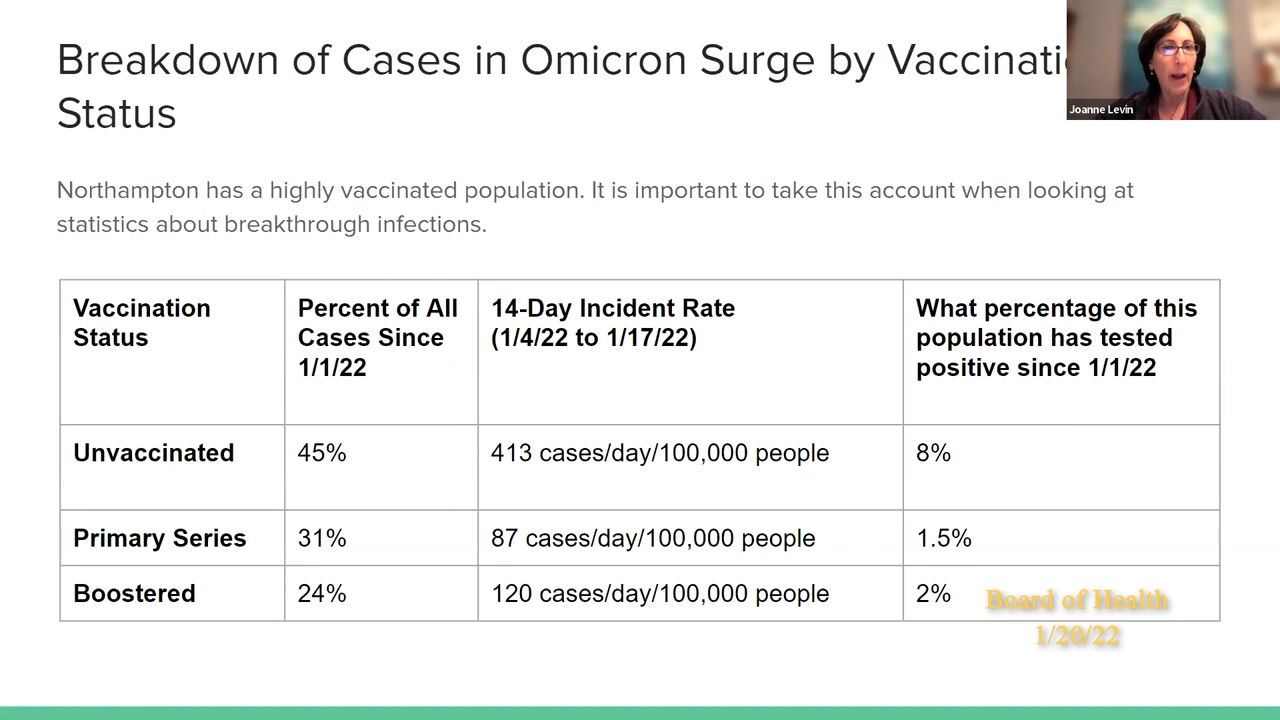 Breakdown of Cases in Omicron Surge by Vaccinati
Status
Joanne Levin
Northampton has a highly vaccinated population. It is important to take this account when looking at
statistics about breakthrough infections.
Vaccination
Status
Percent of All
Cases Since
1/1/22
14-Day Incident Rate
(1/4/22 to 1/17/22)
What percentage of this
population has tested
positive since 1/1/22
Unvaccinated
45%
413 cases/day/100,000 people
8%
Primary Series
31%
87 cases/day/100,000 people
1.5%
Boostered
24%
120 cases/day/100,000 people
2%
Board of Health
1/20/22